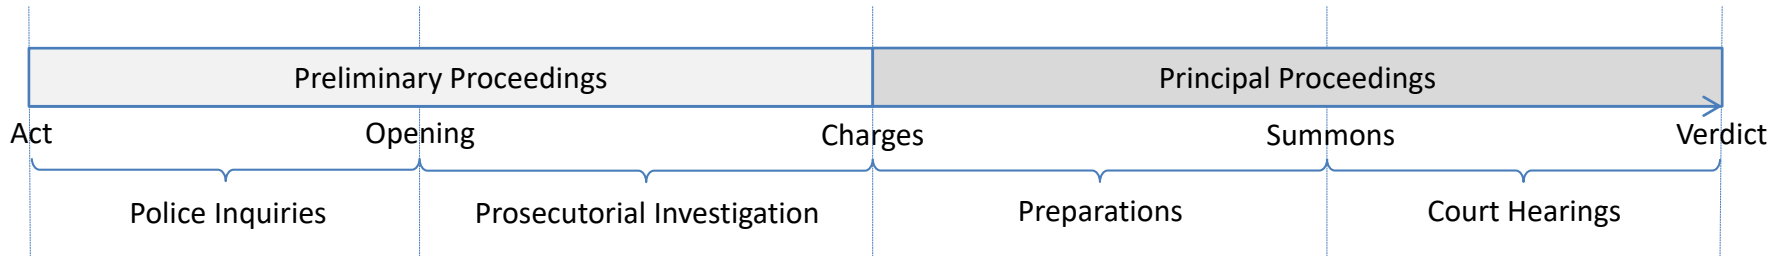 Preliminary Proceedings Principal Proceedings
Act Opening Charges Summons Verdict
Police Inquiries Prosecutorial Investigation Preparations Court Hearings